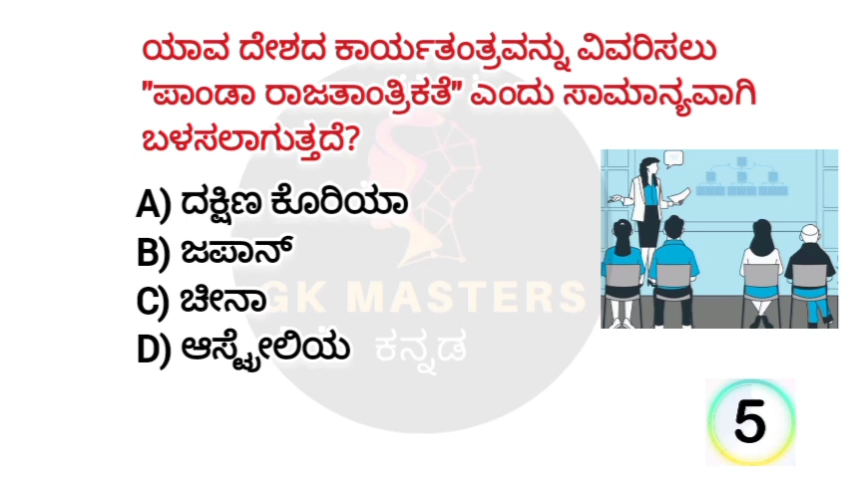 ಯಾವ ದೇಶದ ಕಾರ್ಯತಂತ್ರವನ್ನು ವಿವರಿಸಲು
"ಪಾಂಡಾ ರಾಜತಾಂತ್ರಿಕತೆ" ಎಂದು ಸಾಮಾನ್ಯವಾಗಿ
ಬಳಸಲಾಗುತ್ತದೆ?
A) ದಕ್ಷಿಣ ಕೊರಿಯಾ
B) ಜಪಾನ್
C) ಚೀನಾ
D) ಆಸ್ಟ್ರೇಲಿಯ
GK MASTERS
ಕನ್ನಡ
5